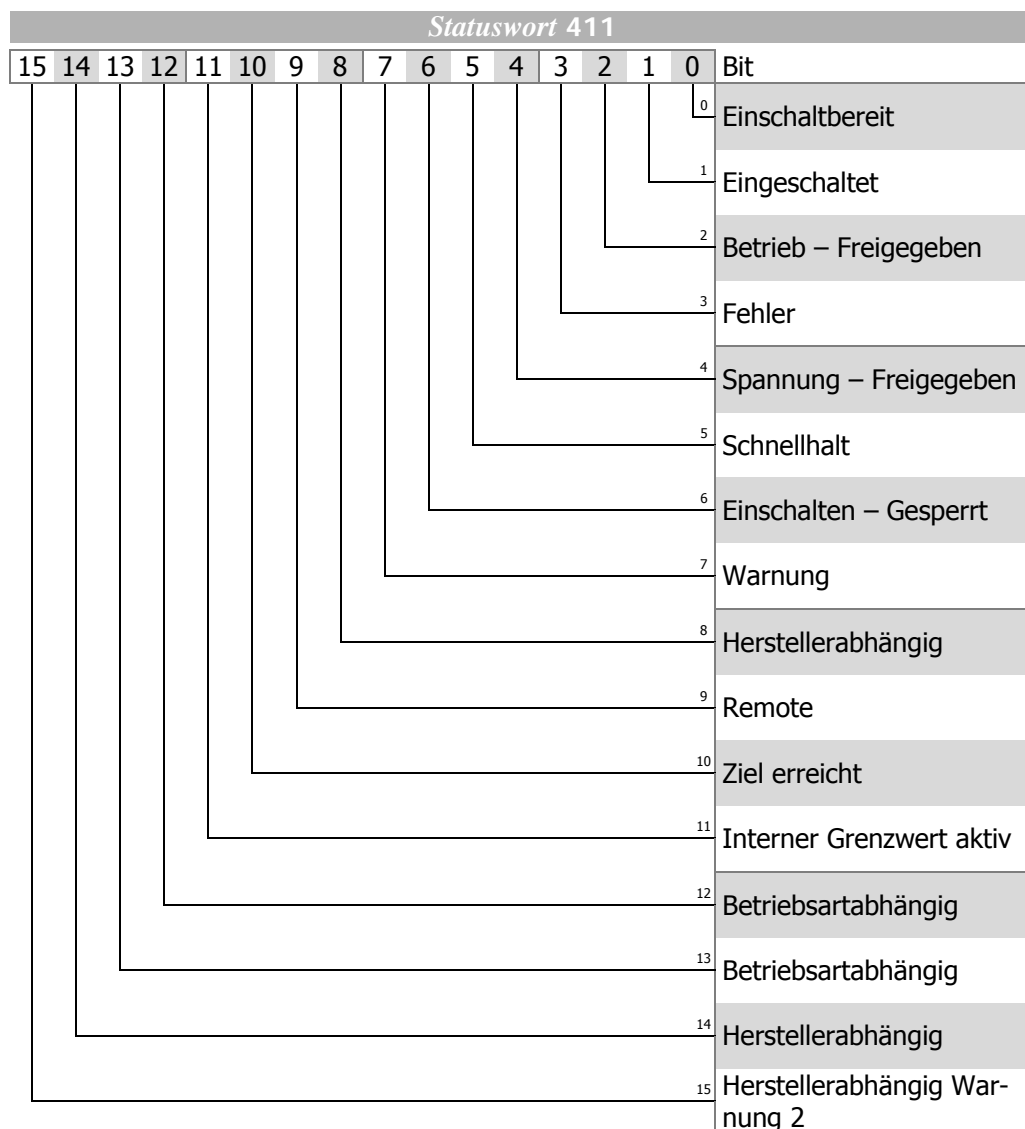 Statuswort 411
15 14 13 12 11 10 9 8 7 6 5 4 3 2 1 0 Bit
0 Einschaltbereit
1 Eingeschaltet
2 Betrieb – Freigegeben
3 Fehler
4 Spannung – Freigegeben
5 Schnellhalt
6 Einschalten – Gesperrt
7 Warnung
8 Herstellerabhängig
9 Remote
10 Ziel erreicht
11 Interner Grenzwert aktiv
12 Betriebsartabhängig
13 Betriebsartabhängig
14 Herstellerabhängig
15 Herstellerabhängig War-
nung 2